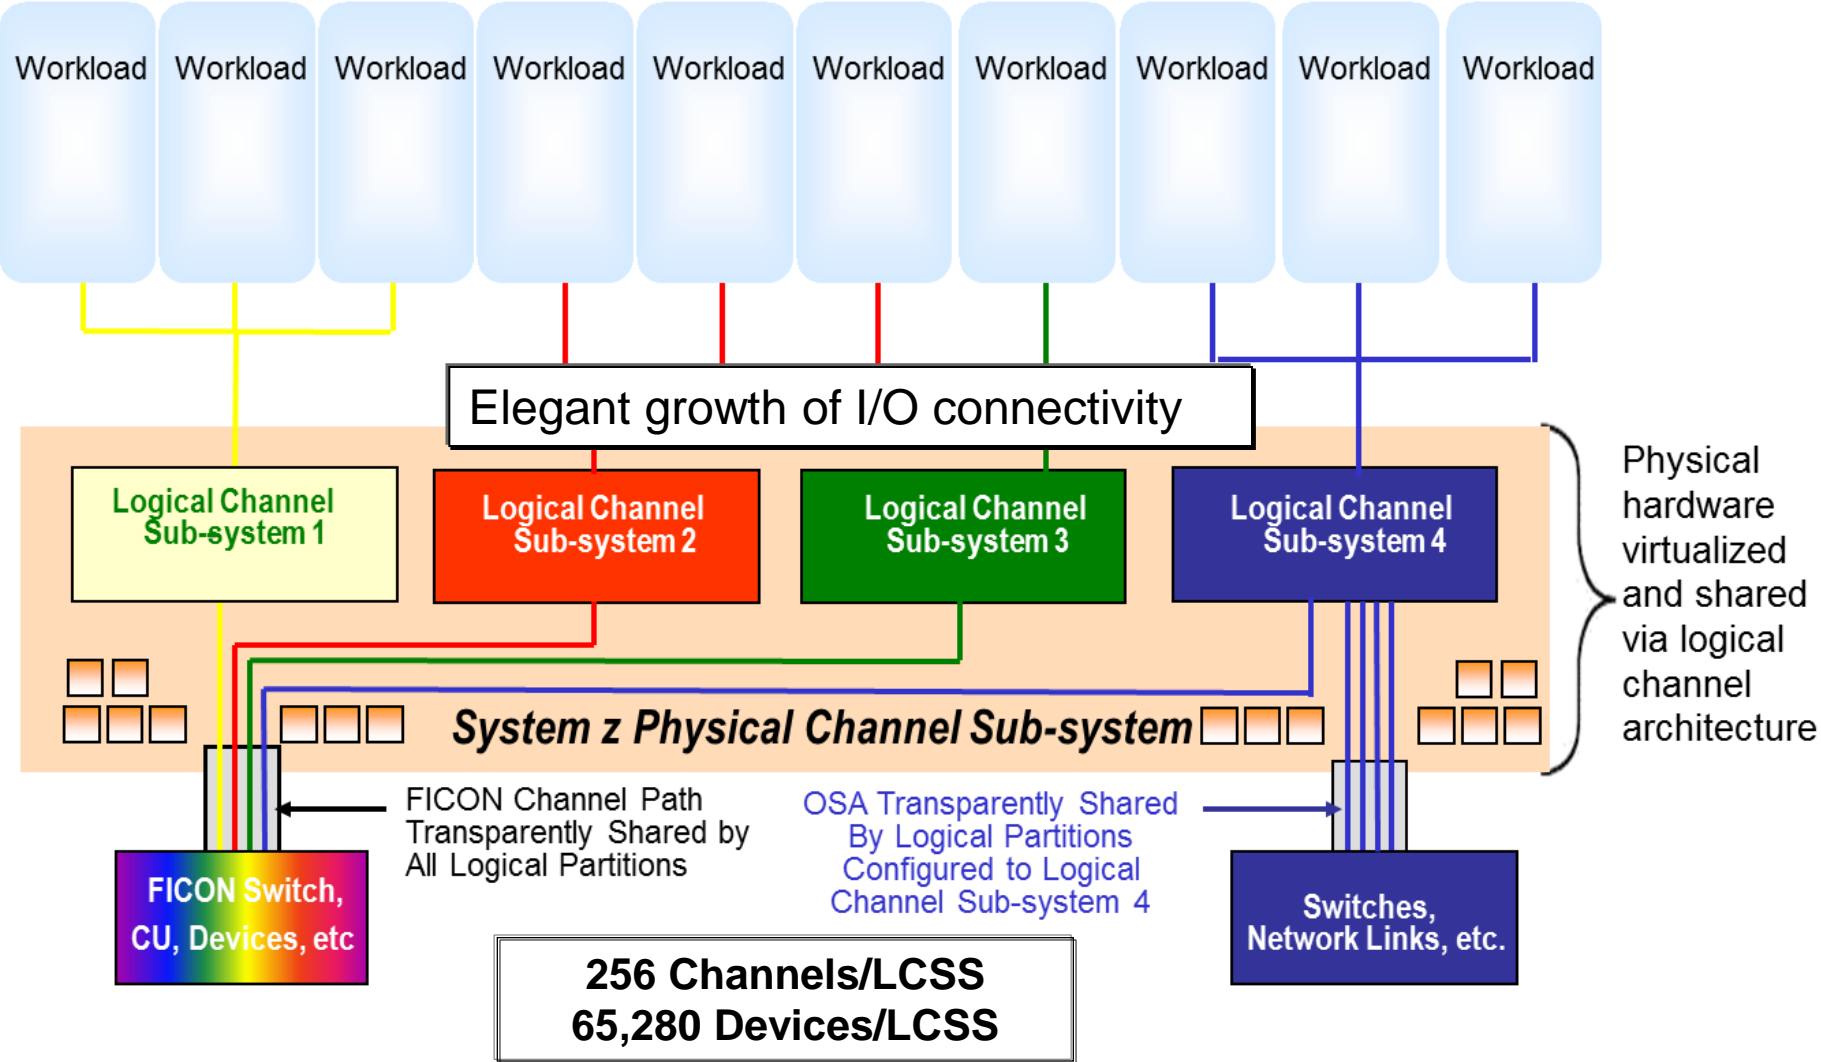 Workload Workload Workload Workload Workload Workload Workload Workload Workload Workload
Elegant growth of I/O connectivity
Logical Channel
Sub-system 1
Logical Channel
Sub-system 2
Logical Channel
Sub-system 3
Logical Channel
Sub-system 4
Physical
hardware
virtualized
and shared
via logical
channel
architecture
System z Physical Channel Sub-system
FICON Channel Path
Transparently Shared by
All Logical Partitions
OSA Transparently Shared
By Logical Partitions
Configured to Logical
Channel Sub-system 4
FICON Switch,
CU, Devices, etc
Switches,
Network Links, etc.
256 Channels/LCSS
65,280 Devices/LCSS